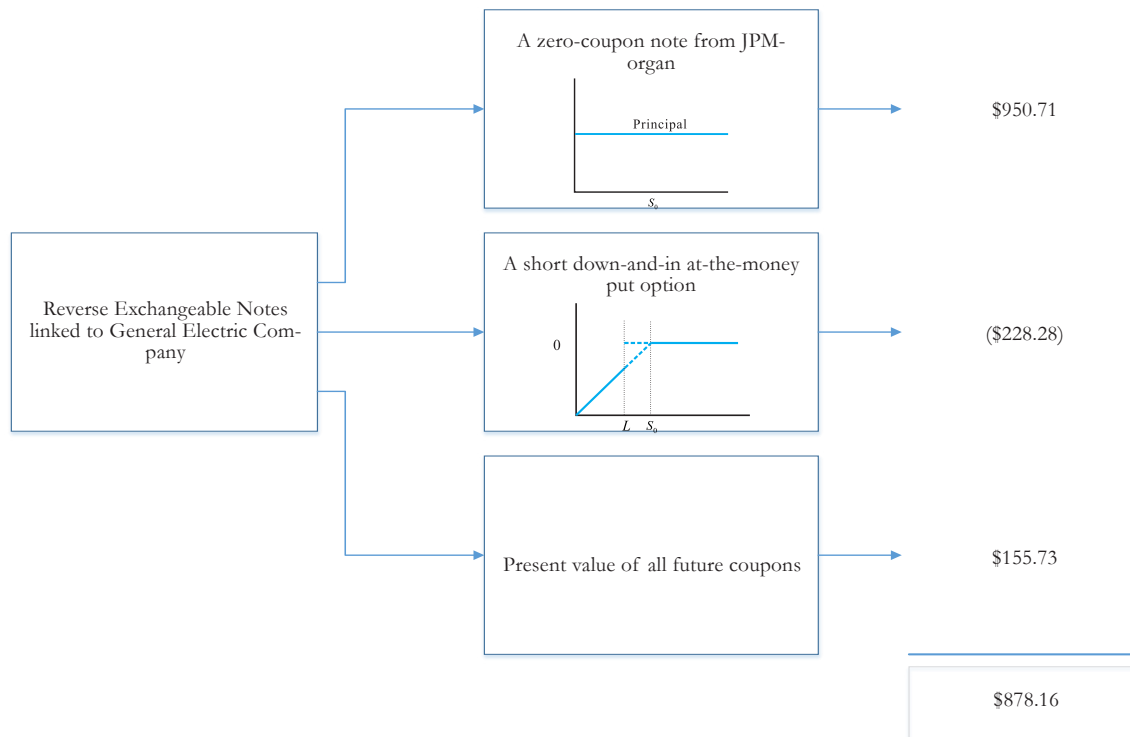 A zero-coupon note from JPM-
organ
Principal
S₀
$950.71
Reverse Exchangeable Notes
linked to General Electric Com-
pany
A short down-and-in at-the-money
put option
0
L S₀
($228.28)
Present value of all future coupons
$155.73
$878.16